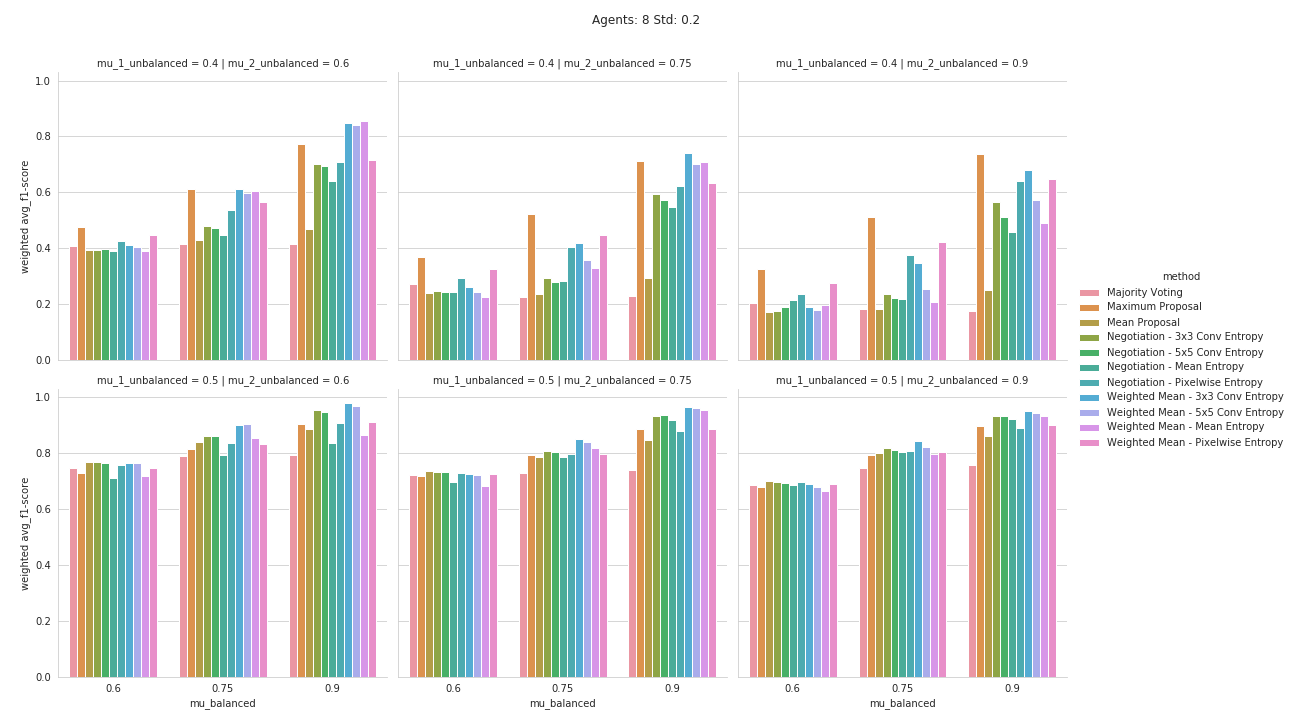 Agents: 8 Std: 0.2
mu_1_unbalanced = 0.4 | mu_2_unbalanced = 0.6
mu_1_unbalanced = 0.4 | mu_2_unbalanced = 0.75
mu_1_unbalanced = 0.4 | mu_2_unbalanced = 0.9
1.0
0.8
0.6
0.4
0.2
0.0
weighted avg_f1-score
mu_1_unbalanced = 0.5 | mu_2_unbalanced = 0.6
mu_1_unbalanced = 0.5 | mu_2_unbalanced = 0.75
mu_1_unbalanced = 0.5 | mu_2_unbalanced = 0.9
1.0
0.8
0.6
0.4
0.2
0.0
weighted avg_f1-score
0.6 0.75 0.9
mu_balanced
0.6 0.75 0.9
mu_balanced
0.6 0.75 0.9
mu_balanced
method
Majority Voting
Maximum Proposal
Mean Proposal
Negotiation - 3x3 Conv Entropy
Negotiation - 5x5 Conv Entropy
Negotiation - Mean Entropy
Negotiation - Pixelwise Entropy
Weighted Mean - 3x3 Conv Entropy
Weighted Mean - 5x5 Conv Entropy
Weighted Mean - Mean Entropy
Weighted Mean - Pixelwise Entropy